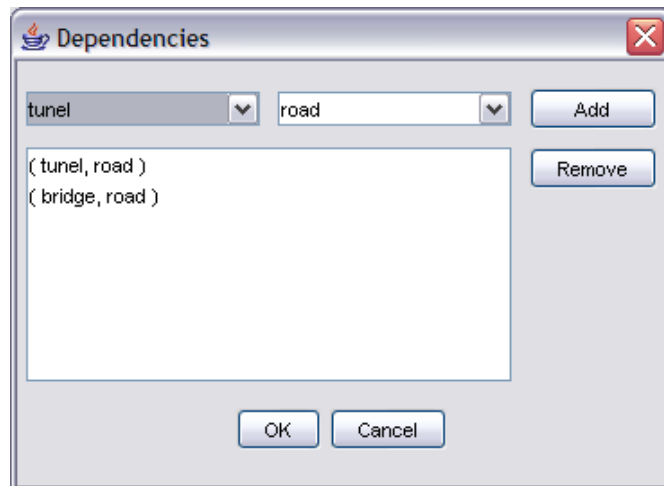 Dependencies
tunel road Add
( tunel, road ) Remove
( bridge, road )
OK Cancel